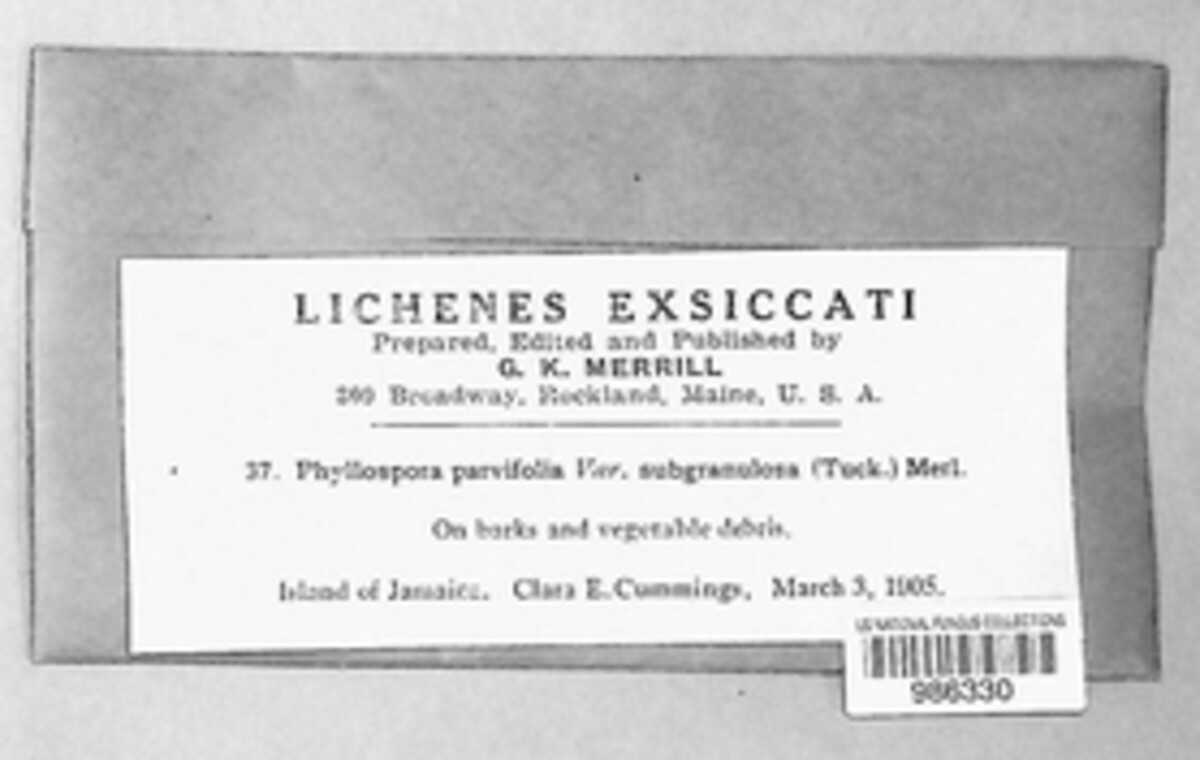 LICHENES EXSICCATI
Prepared, Edited and Published by
G. K. MERRILL
209 Broadway, Rockland, Maine, U. S. A.
37. Phyllospora parvifolia Var. subgranulosa (Tuck.) Merl.
On barks and vegetable debris.
Island of Jamaica. Clara E. Cummings, March 3, 1905.
US NATIONAL FUNGUS COLLECTIONS
986330